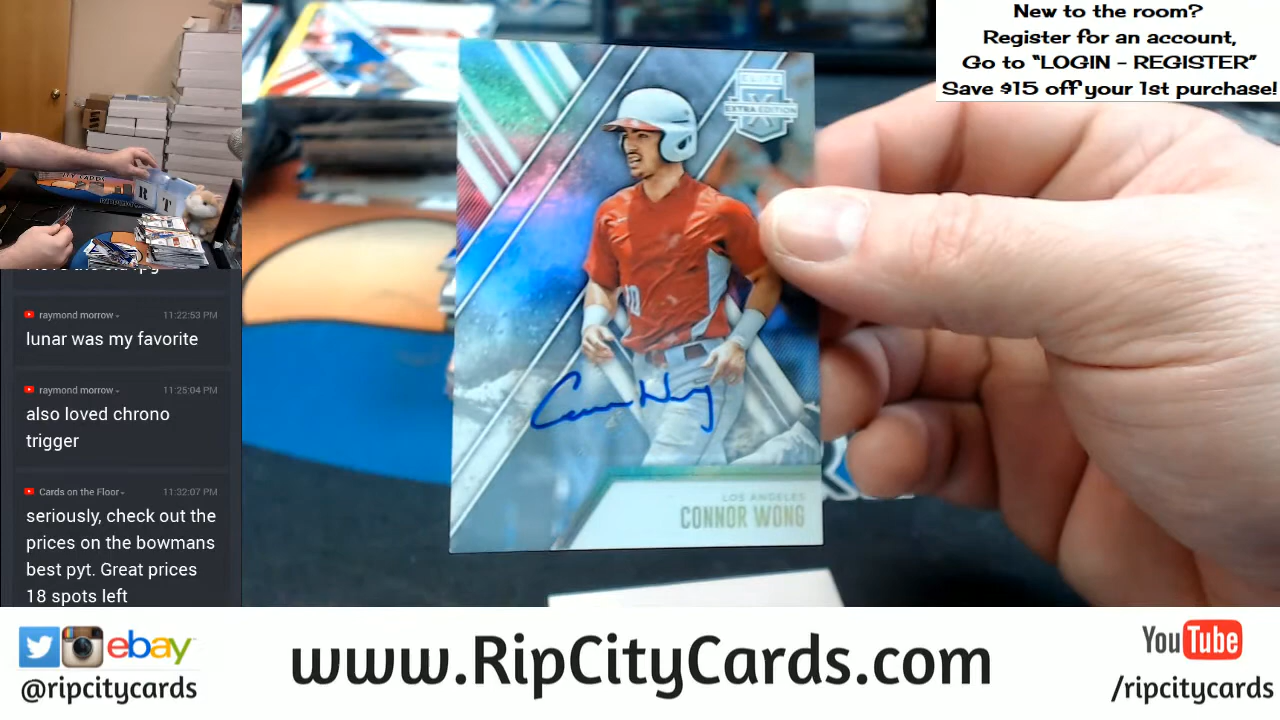 New to the room?
Register for an account,
Go to "LOGIN - REGISTER"
Save $15 off your 1st purchase!
ELITE
EXTRA EDITION
10
Connor Wong
LOS ANGELES
CONNOR WONG
R
T
raymond morrow
11:22:53 PM
lunar was my favorite
raymond morrow
11:25:04 PM
also loved chrono
trigger
Cards on the Floor
11:32:07 PM
seriously, check out the
prices on the bowmans
best pyt. Great prices
18 spots left
ebay
@ripcitycards
www.RipCityCards.com
YouTube
/ripcitycards